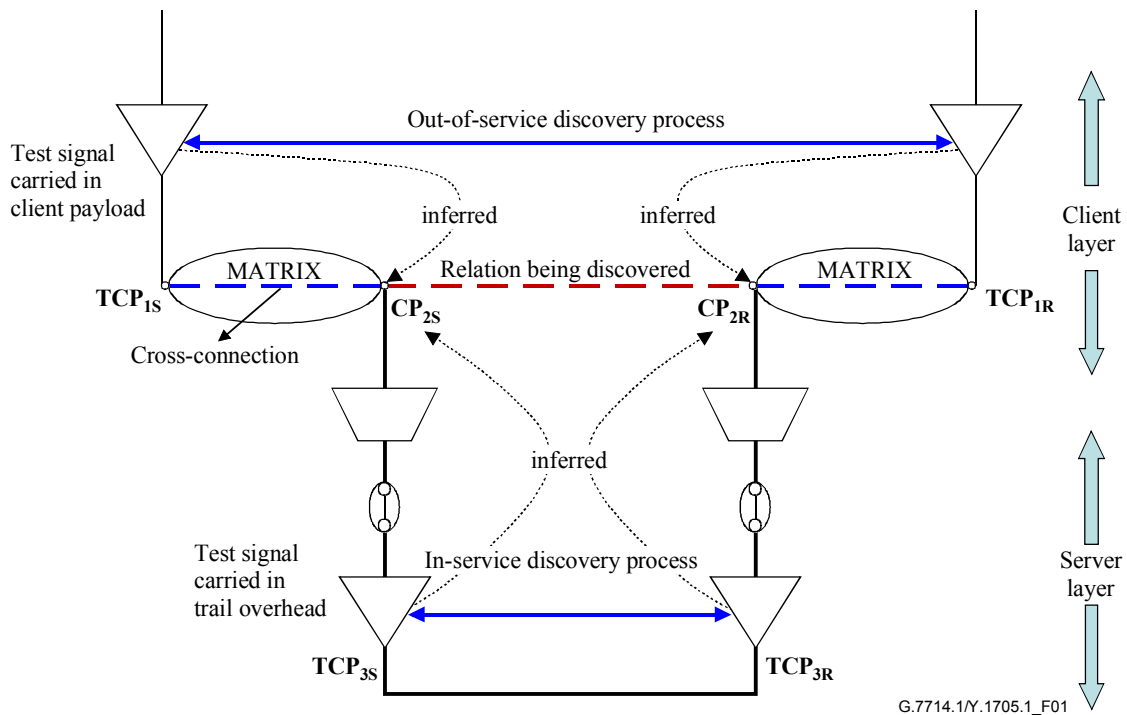 Out-of-service discovery process
Test signal
carried in
client payload
inferred
inferred
Client
layer
MATRIX
Relation being discovered
MATRIX
TCP1S
CP2S
CP2R
TCP1R
Cross-connection
inferred
Test signal
carried in
trail overhead
In-service discovery process
Server
layer
TCP3S
TCP3R
G.7714.1/Y.1705.1_F01